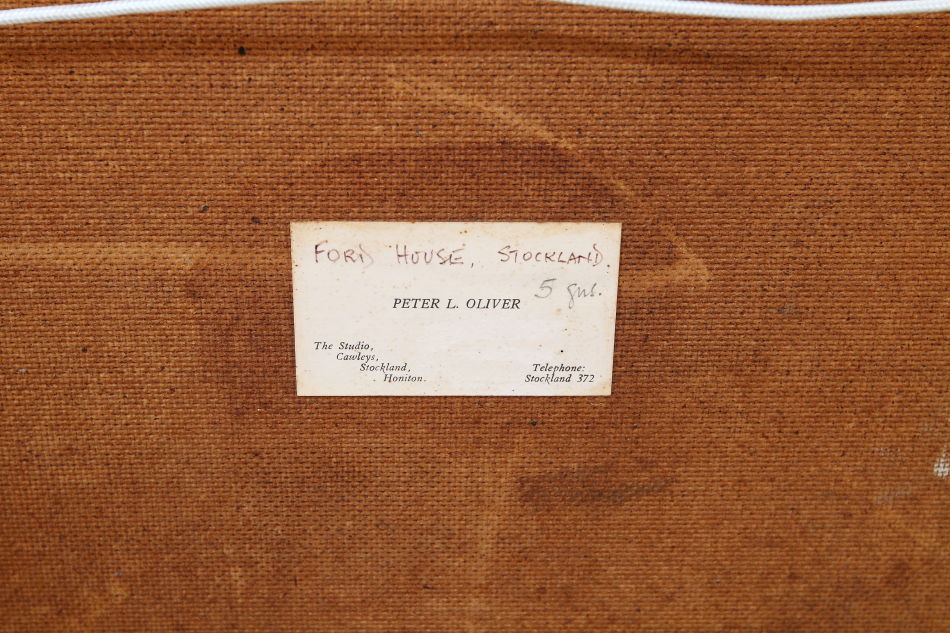 FORD HOUSE, STOCKLAND.
5 gns.
PETER L. OLIVER
The Studio,
Cawleys,
Stockland,
Honiton.
Telephone:
Stockland 372